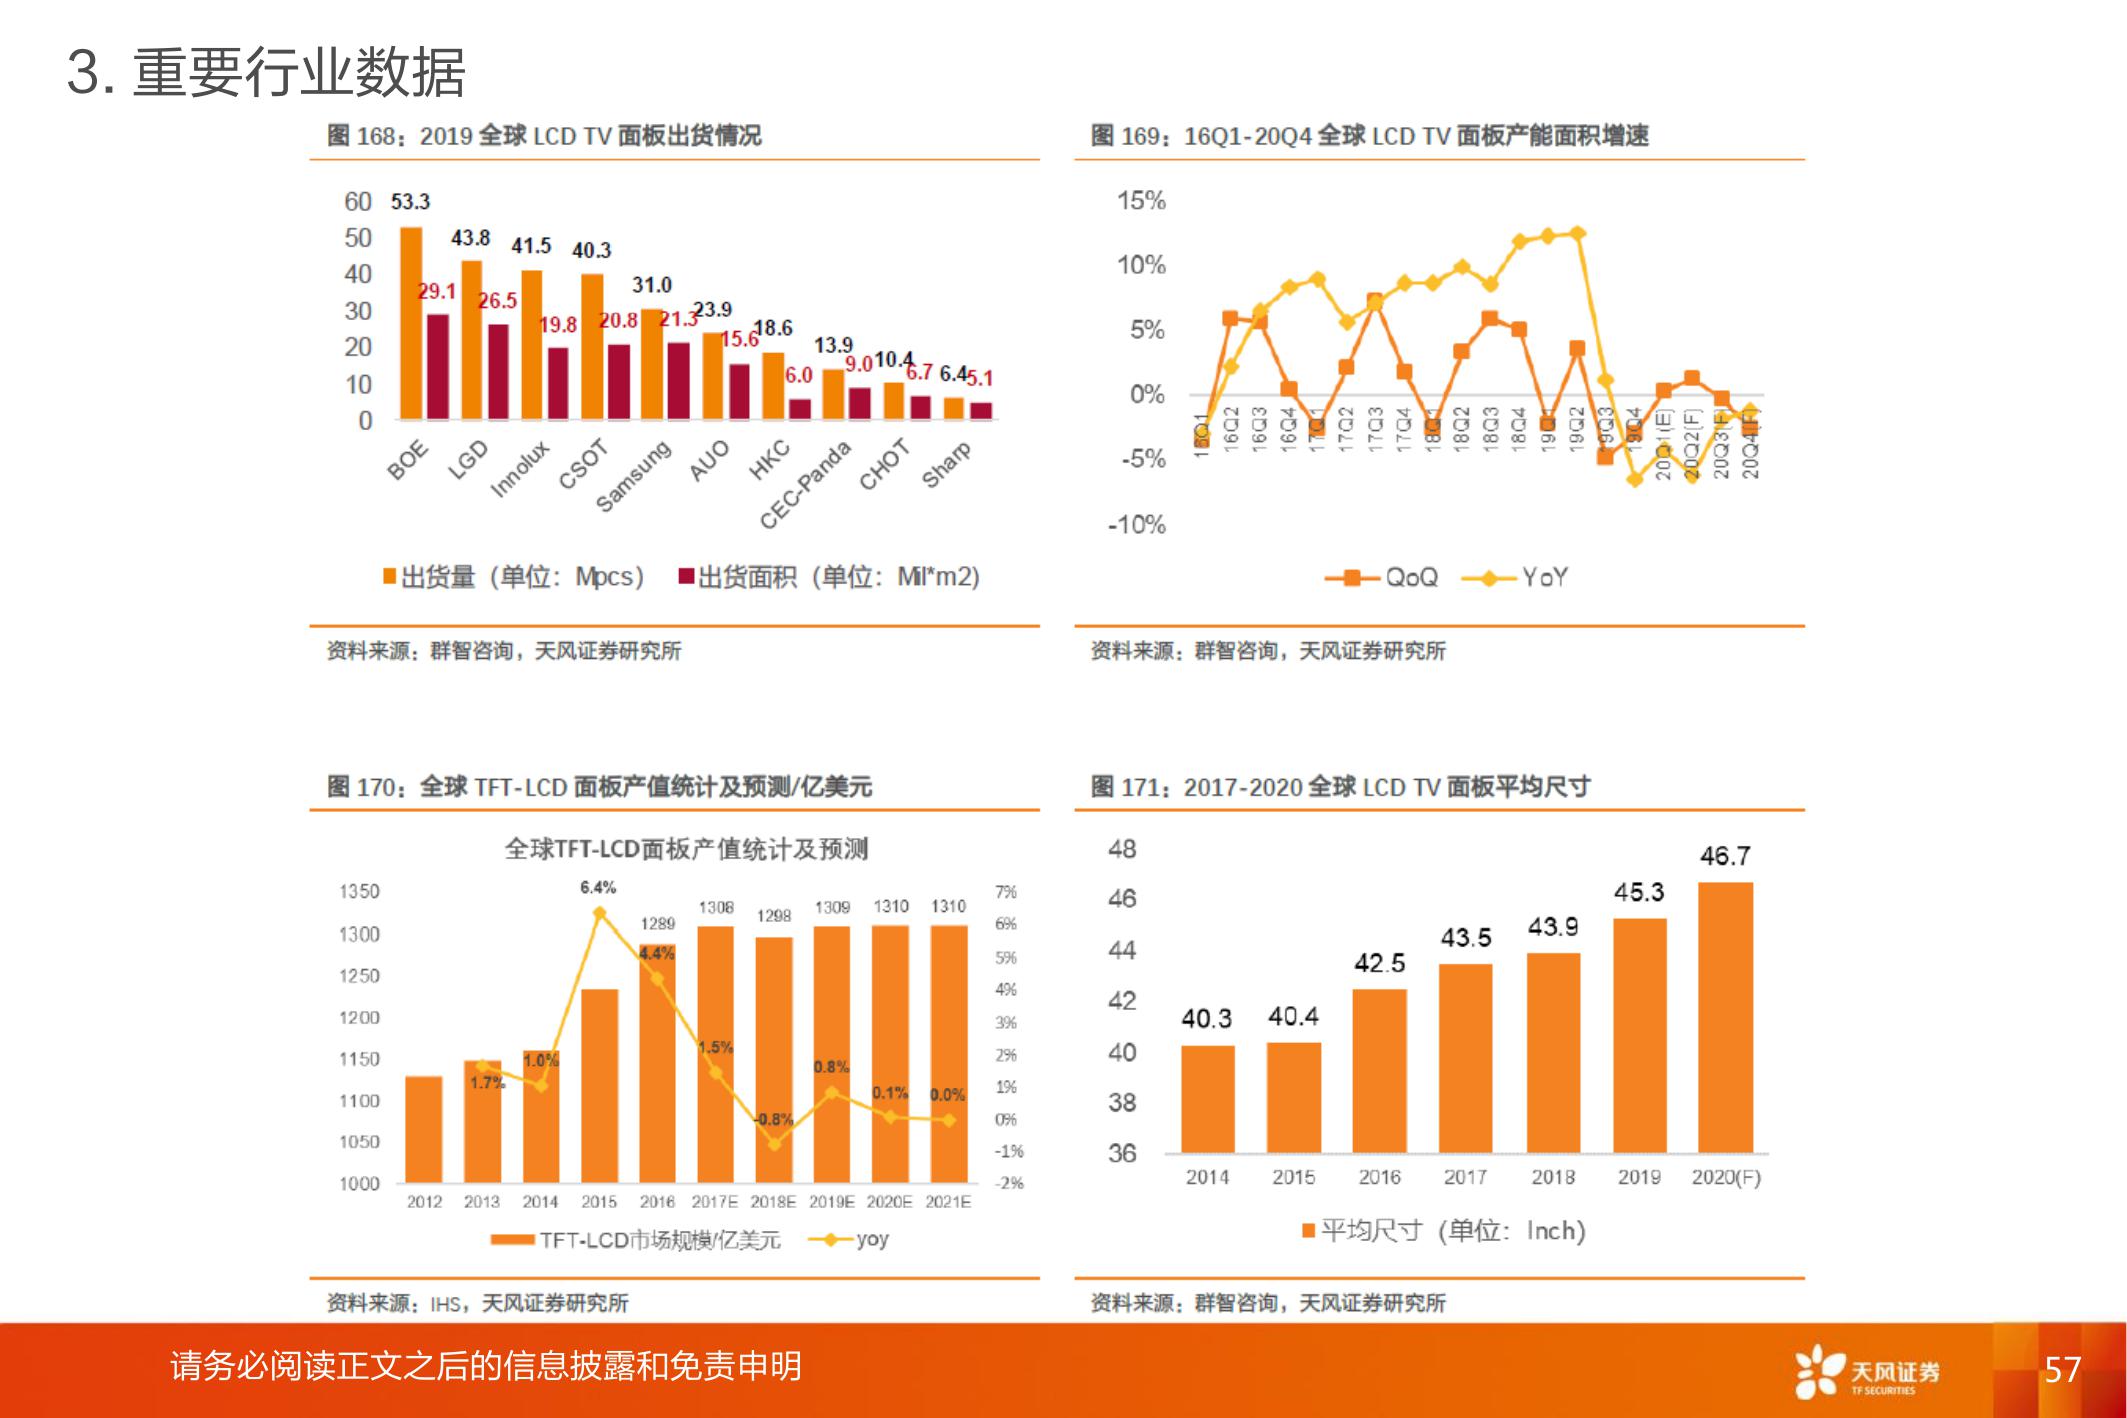 3. 重要行业数据
图 168：2019 全球 LCD TV 面板出货情况
60
50
40
30
20
10
0
53.3
43.8
41.5
40.3
31.0
23.9
18.6
13.9
10.4
6.4
29.1
26.5
19.8
20.8
21.3
15.6
6.0
9.0
6.7
5.1
BOE
LGD
Innolux
CSOT
Samsung
AUO
HKC
CEC-Panda
CHOT
Sharp
出货量（单位：Mpcs）
出货面积（单位：Mil*m2)
资料来源：群智咨询，天风证券研究所
图 169：16Q1-20Q4 全球 LCD TV 面板产能面积增速
15%
10%
5%
0%
-5%
-10%
16Q1
16Q2
16Q3
16Q4
17Q1
17Q2
17Q3
17Q4
18Q1
18Q2
18Q3
18Q4
19Q1
19Q2
19Q3
19Q4
20Q1(E)
20Q2(F)
20Q3(F)
20Q4(F)
QoQ
YoY
资料来源：群智咨询，天风证券研究所
图 170：全球 TFT-LCD 面板产值统计及预测/亿美元
全球TFT-LCD面板产值统计及预测
1350
1300
1250
1200
1150
1100
1050
1000
1289
1308
1298
1309
1310
1310
1.7%
1.0%
6.4%
4.4%
1.5%
-0.8%
0.8%
0.1%
0.0%
7%
6%
5%
4%
3%
2%
1%
0%
-1%
-2%
2012
2013
2014
2015
2016
2017E
2018E
2019E
2020E
2021E
TFT-LCD市场规模/亿美元
yoy
资料来源：IHS，天风证券研究所
图 171：2017-2020 全球 LCD TV 面板平均尺寸
48
46
44
42
40
38
36
40.3
40.4
42.5
43.5
43.9
45.3
46.7
2014
2015
2016
2017
2018
2019
2020(F)
平均尺寸（单位：Inch)
资料来源：群智咨询，天风证券研究所
请务必阅读正文之后的信息披露和免责申明
天风证券
TF SECURITIES
57